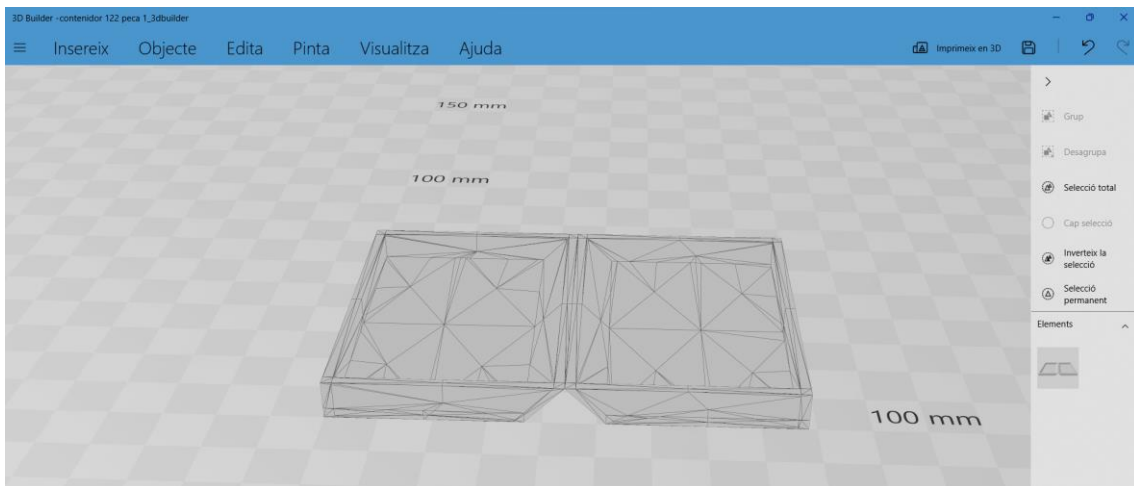 3D Builder -contenidor 122 peca 1_3dbuilder
Insereix Objecte Edita Pinta Visualitza Ajuda
Imprimeix en 3D
150 mm
100 mm
100 mm
Grup
Desagrupa
Selecció total
Cap selecció
Inverteix la
selecció
Selecció
permanent
Elements